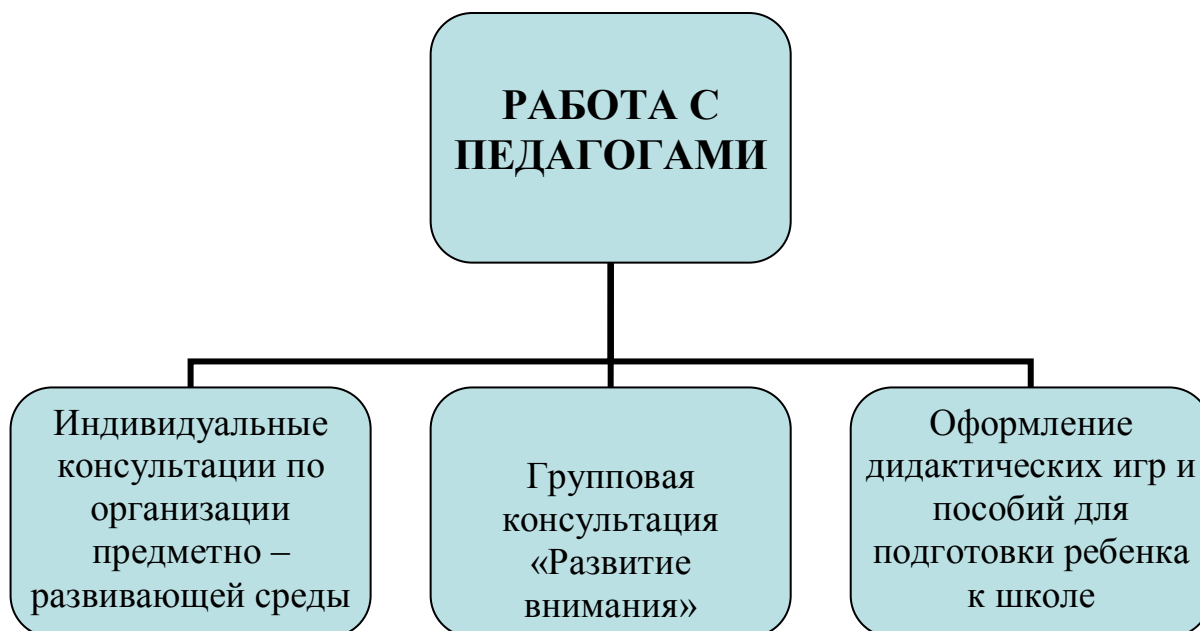 РАБОТА С
ПЕДАГОГАМИ
Индивидуальные
консультации по
организации
предметно –
развивающей среды
Групповая
консультация
«Развитие
внимания»
Оформление
дидактических игр и
пособий для
подготовки ребенка
к школе